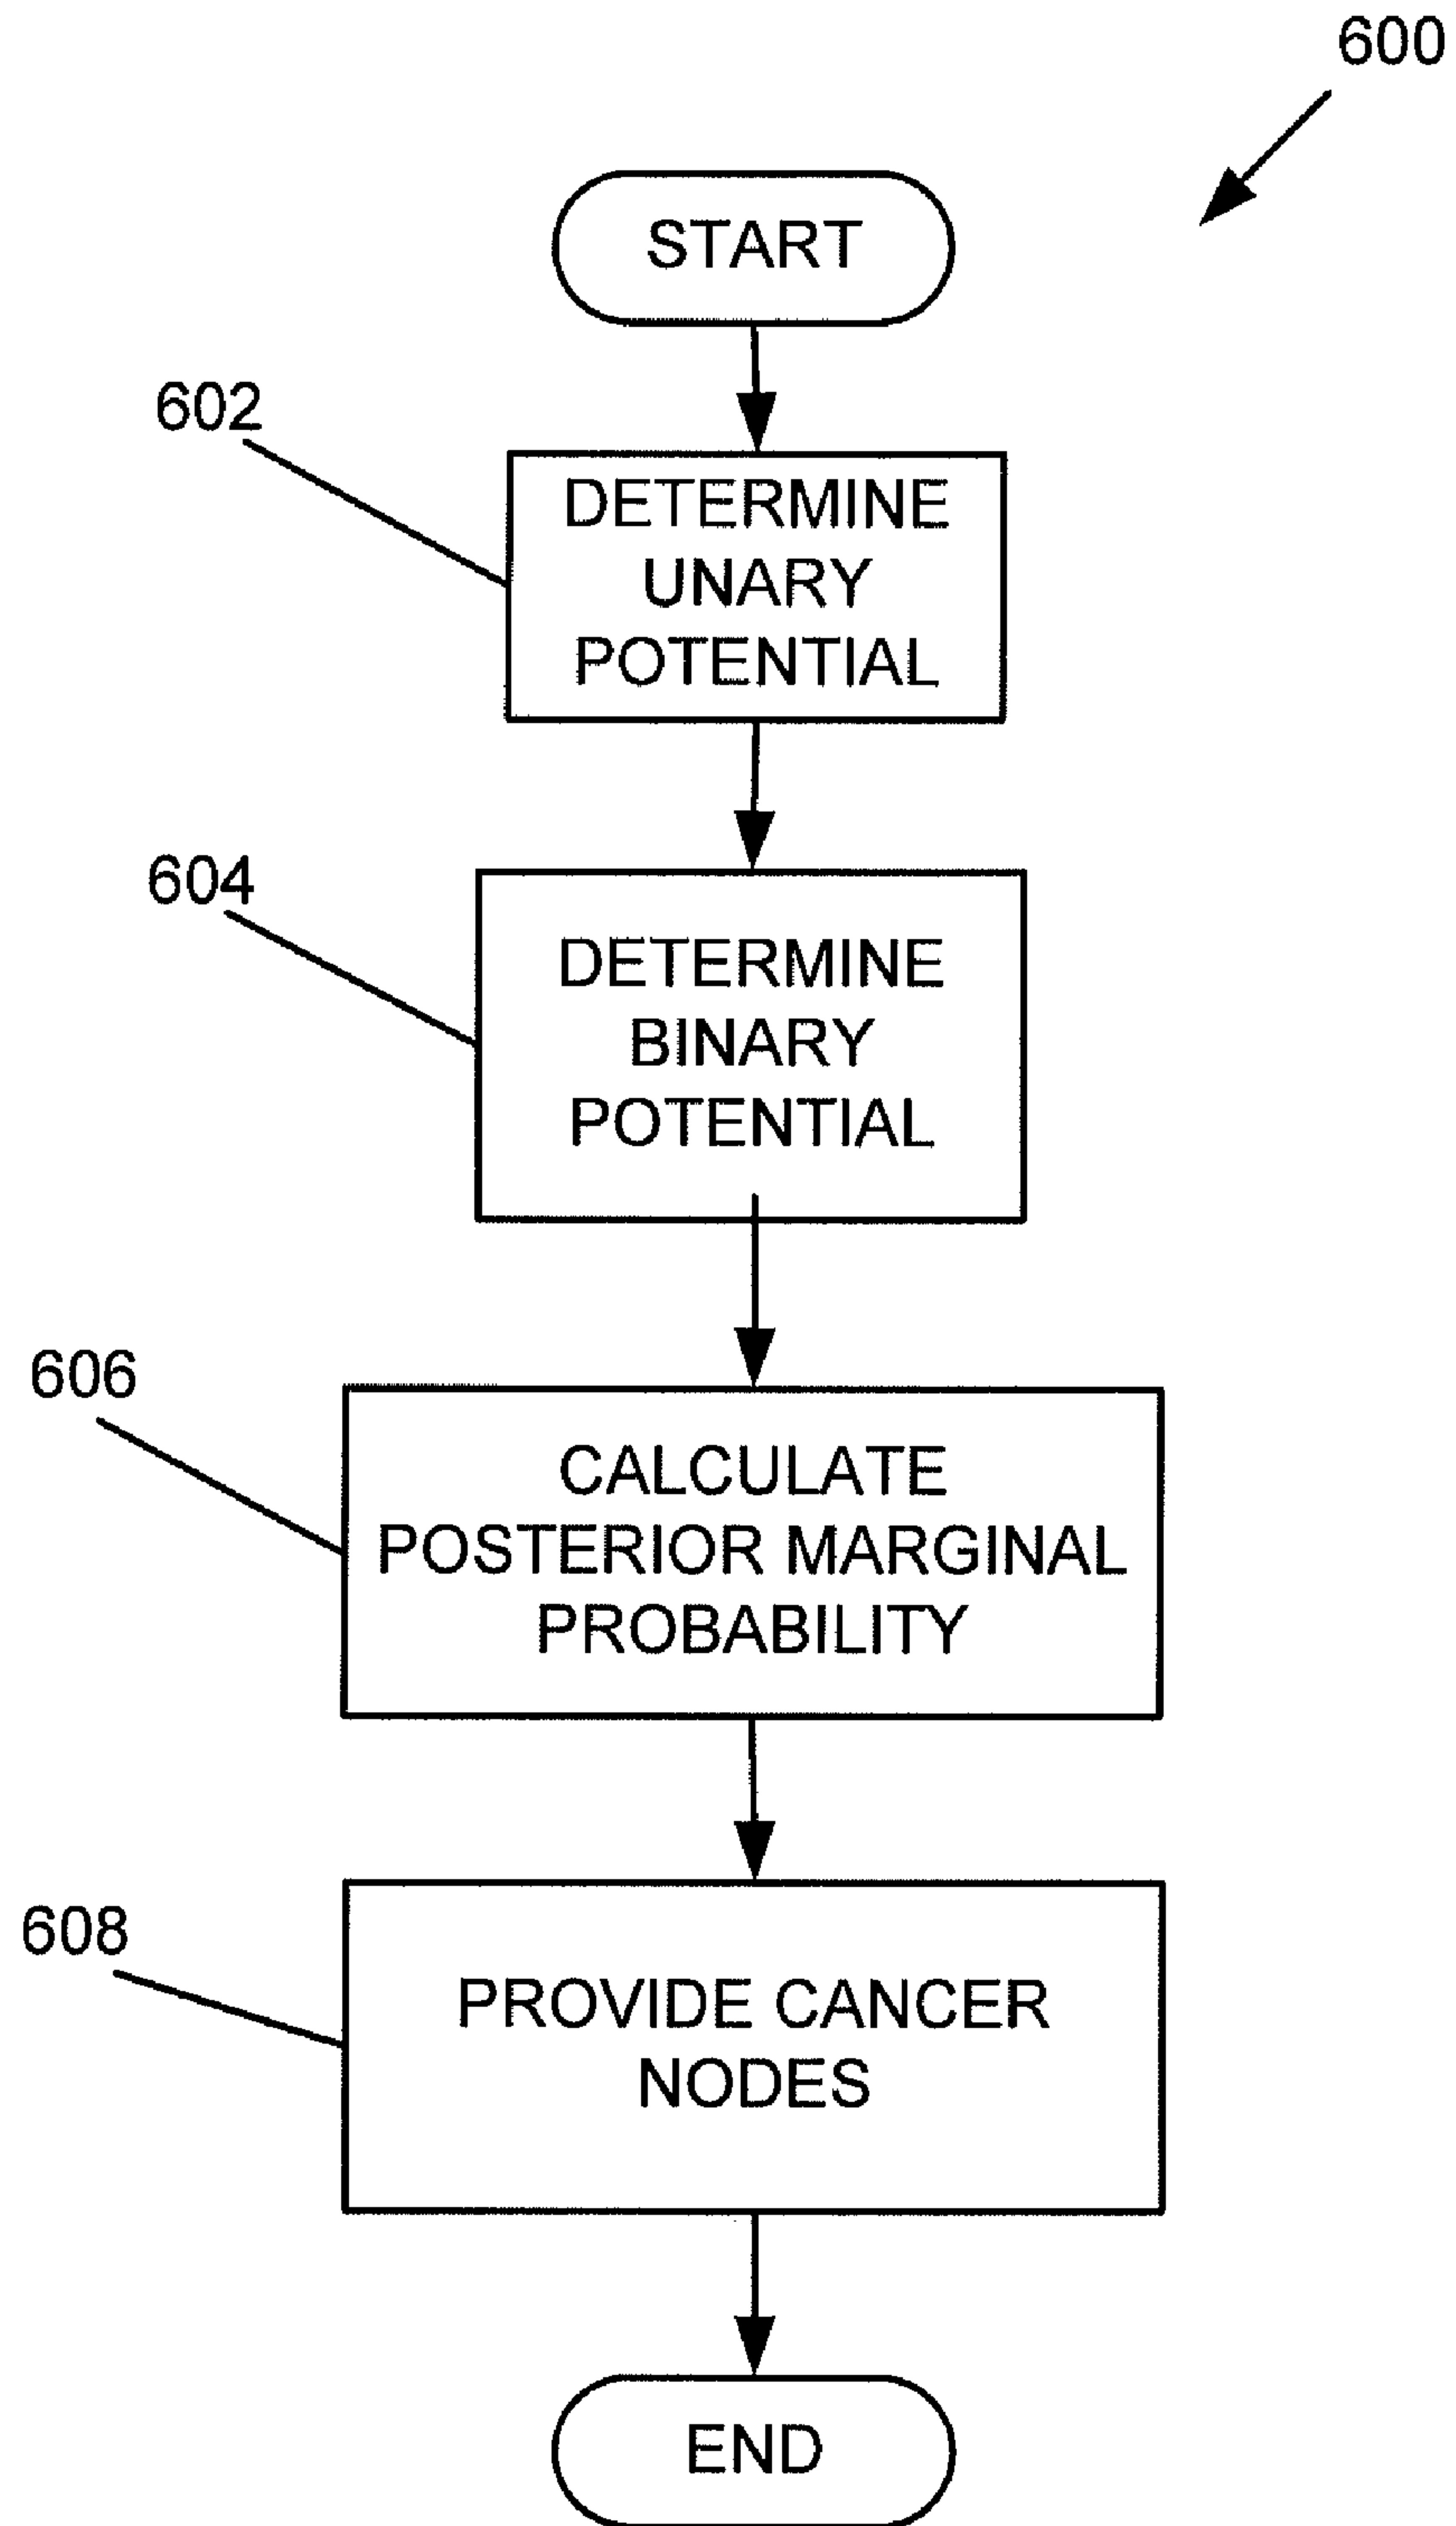 600
START
602
DETERMINE
UNARY
POTENTIAL
604
DETERMINE
BINARY
POTENTIAL
606
CALCULATE
POSTERIOR MARGINAL
PROBABILITY
608
PROVIDE CANCER
NODES
END